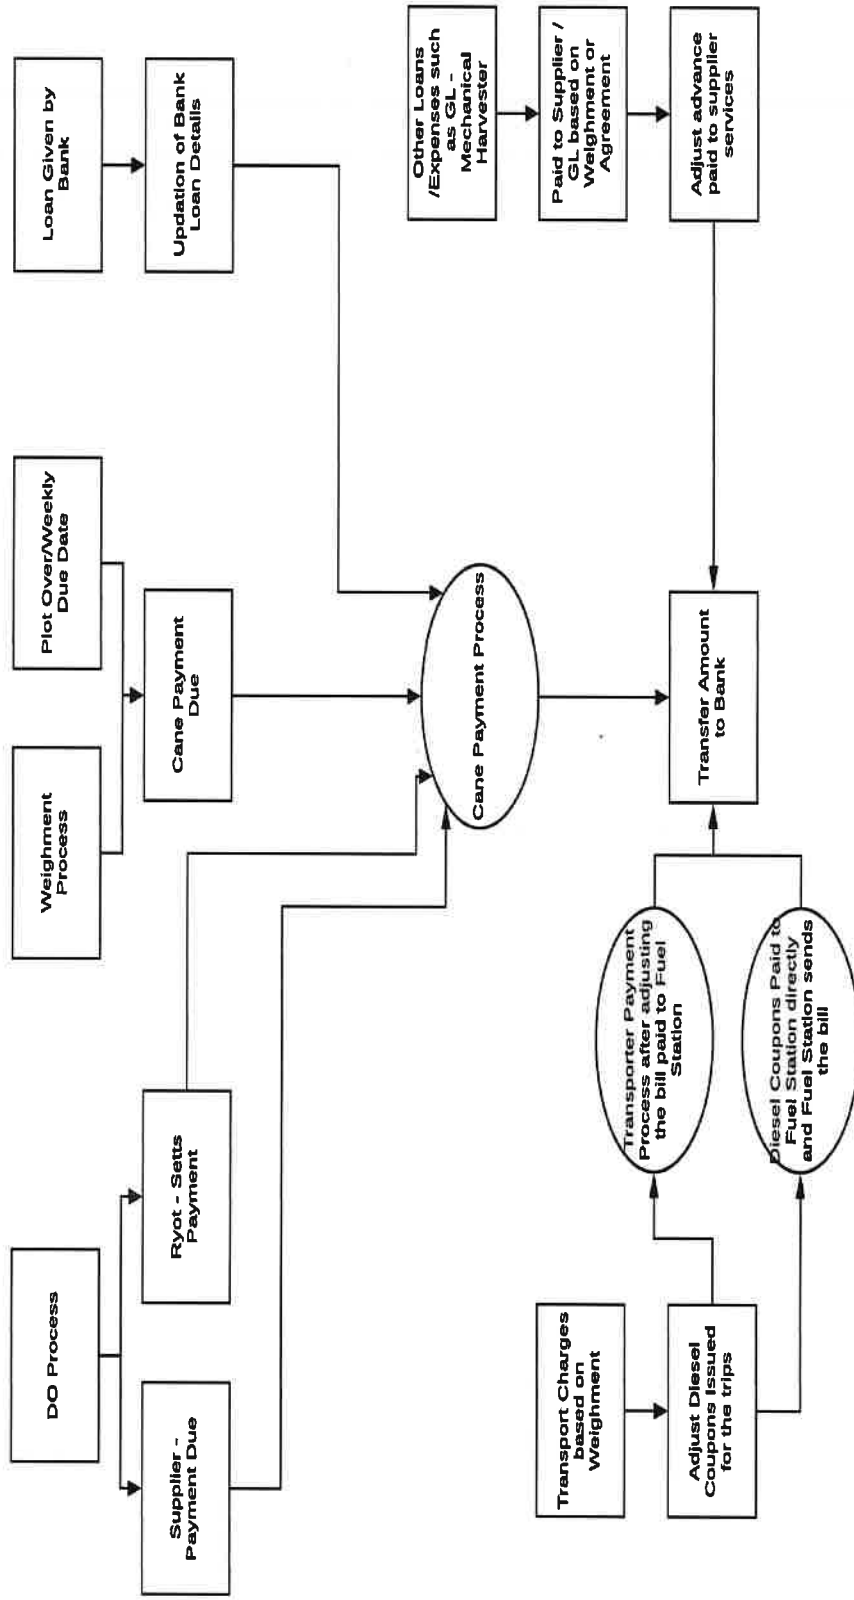 DO Process
Supplier -
Payment Due
Ryot - Setts
Payment
Weighment
Process
Plot Over/Weekly
Due Date
Cane Payment
Due
Loan Given by
Bank
Updation of Bank
Loan Details
Cane Payment Process
Other Loans
/Expenses such
as GL -
Mechanical
Harvester
Paid to Supplier /
GL based on
Weighment or
Agreement
Adjust advance
paid to supplier
services
Transport Charges
based on
Weighment
Adjust Diesel
Coupons Issued
for the trips
Transporter Payment
Process after adjusting
the bill paid to Fuel
Station
Diesel Coupons Paid to
Fuel Station directly
and Fuel Station sends
the bill
Transfer Amount
to Bank